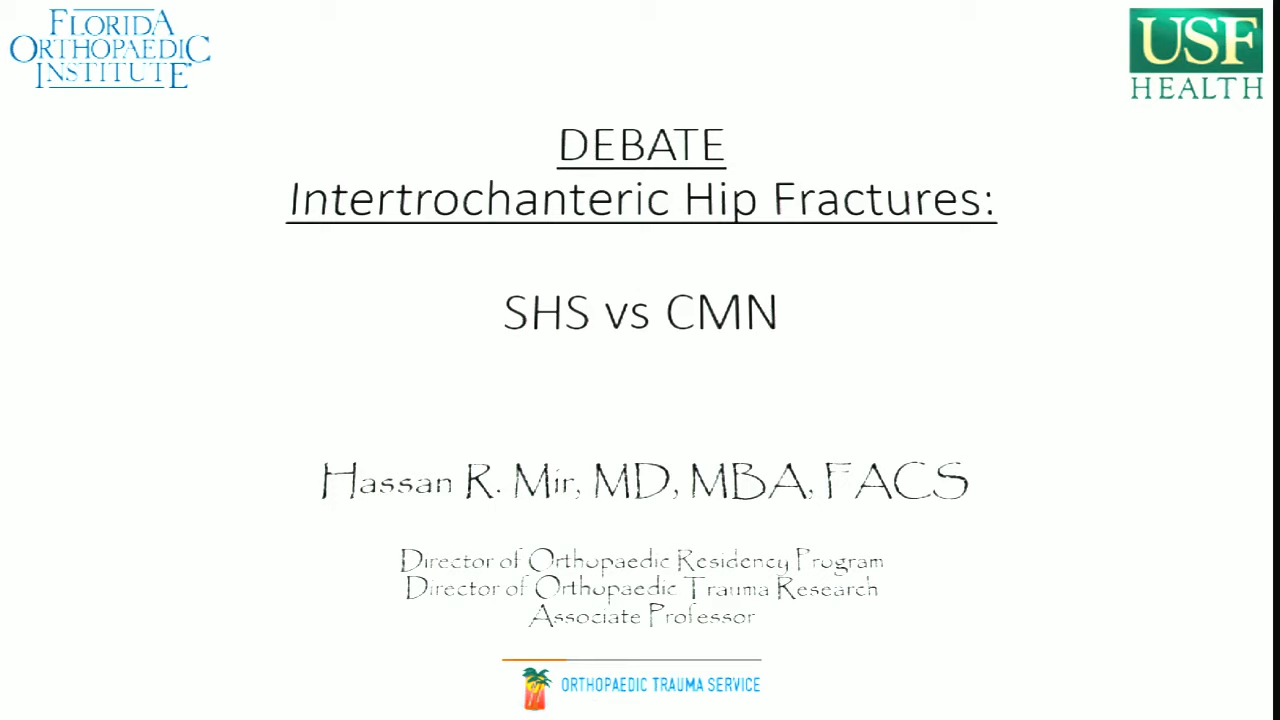 FLORIDA
ORTHOPAEDIC
INSTITUTE
USF
HEALTH
DEBATE
Intertrochanteric Hip Fractures:
SHS vs CMN
Hassan R. Mir, MD, MBA, FACS
Director of Orthopaedic Residency Program
Director of Orthopaedic Trauma Research
Associate Professor
ORTHOPAEDIC TRAUMA SERVICE